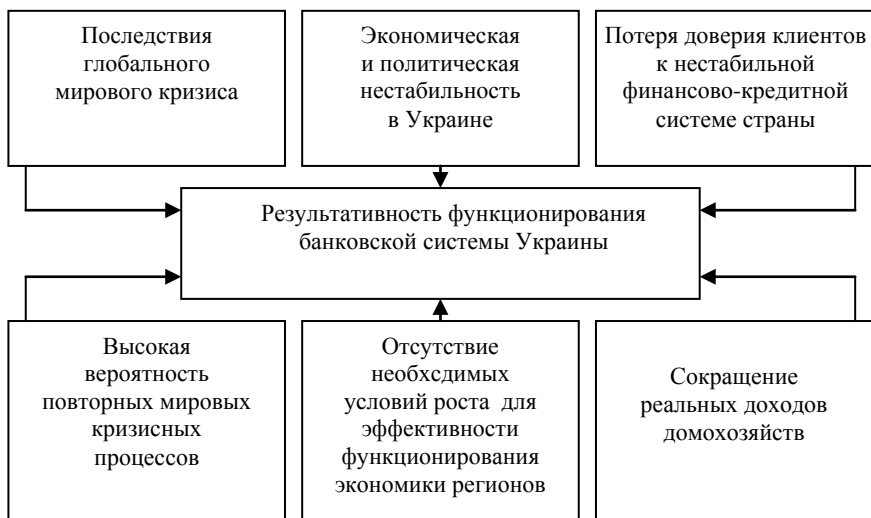 Последствия
глобального
мирового кризиса
Экономическая
и политическая
нестабильность
в Украине
Потеря доверия клиентов
к нестабильной
финансово-кредитной
системе страны
Результативность функционирования
банковской системы Украины
Высокая
вероятность
повторных мировых
кризисных
процессов
Отсутствие
необхсдимых
условий роста для
эффективности
функционирования
экономики регионов
Сокращение
реальных доходов
домохозяйств